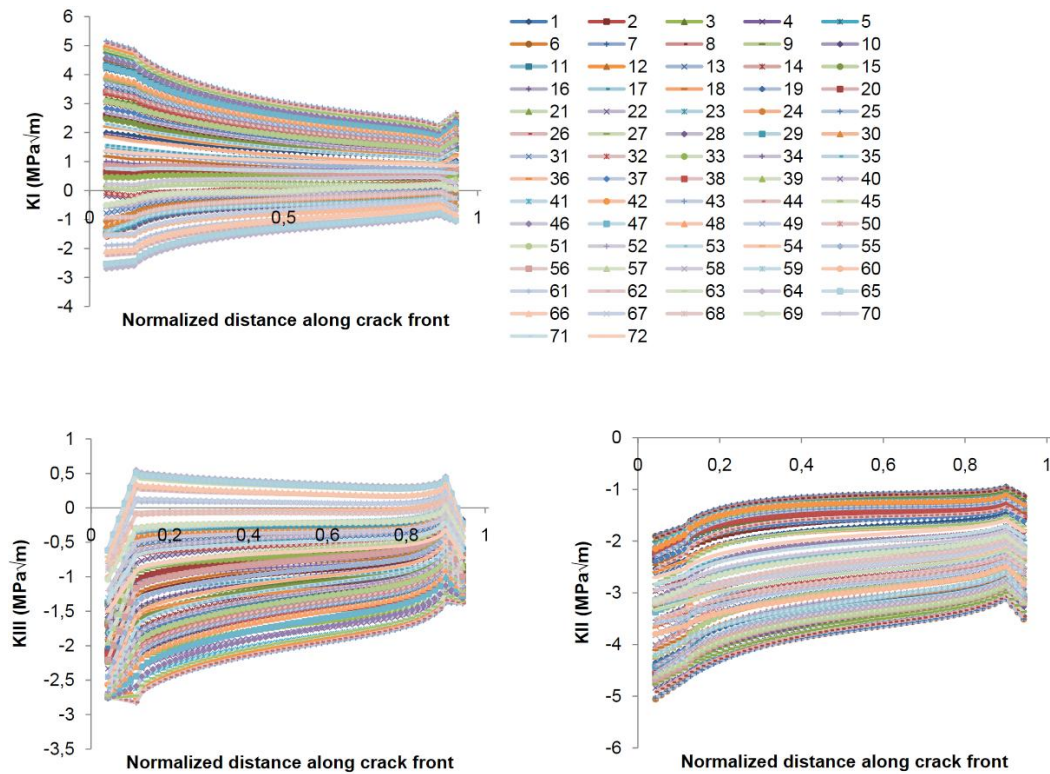 6
5
4
3
2
1
0
-1
-2
-3
-4
KI (MPa√m)
0 0,5 1
Normalized distance along crack front
1 2 3 4 5
6 7 8 9 10
11 12 13 14 15
16 17 18 19 20
21 22 23 24 25
26 27 28 29 30
31 32 33 34 35
36 37 38 39 40
41 42 43 44 45
46 47 48 49 50
51 52 53 54 55
56 57 58 59 60
61 62 63 64 65
66 67 68 69 70
71 72
1
0,5
0
-0,5
-1
-1,5
-2
-2,5
-3
-3,5
KIII (MPa√m)
0 0,2 0,4 0,6 0,8 1
Normalized distance along crack front
0
-1
-2
-3
-4
-5
-6
KII (MPa√m)
0 0,2 0,4 0,6 0,8 1
Normalized distance along crack front